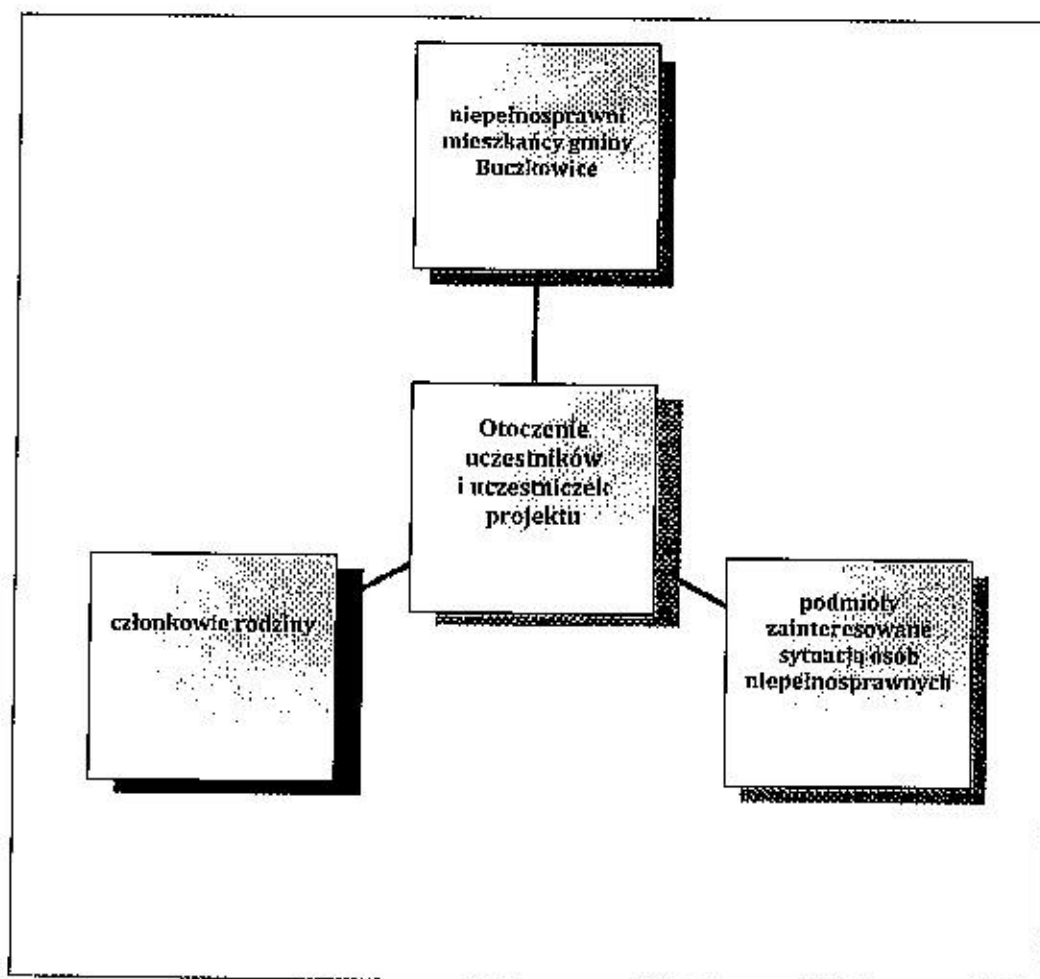 niepełnosprawni
mieszkańcy gminy
Buczkowice
Otoczenie
uczestników
i uczestniczek
projektu
członkowie rodziny
podmioty
zainteresowane
sytuacją osób
niepełnosprawnych